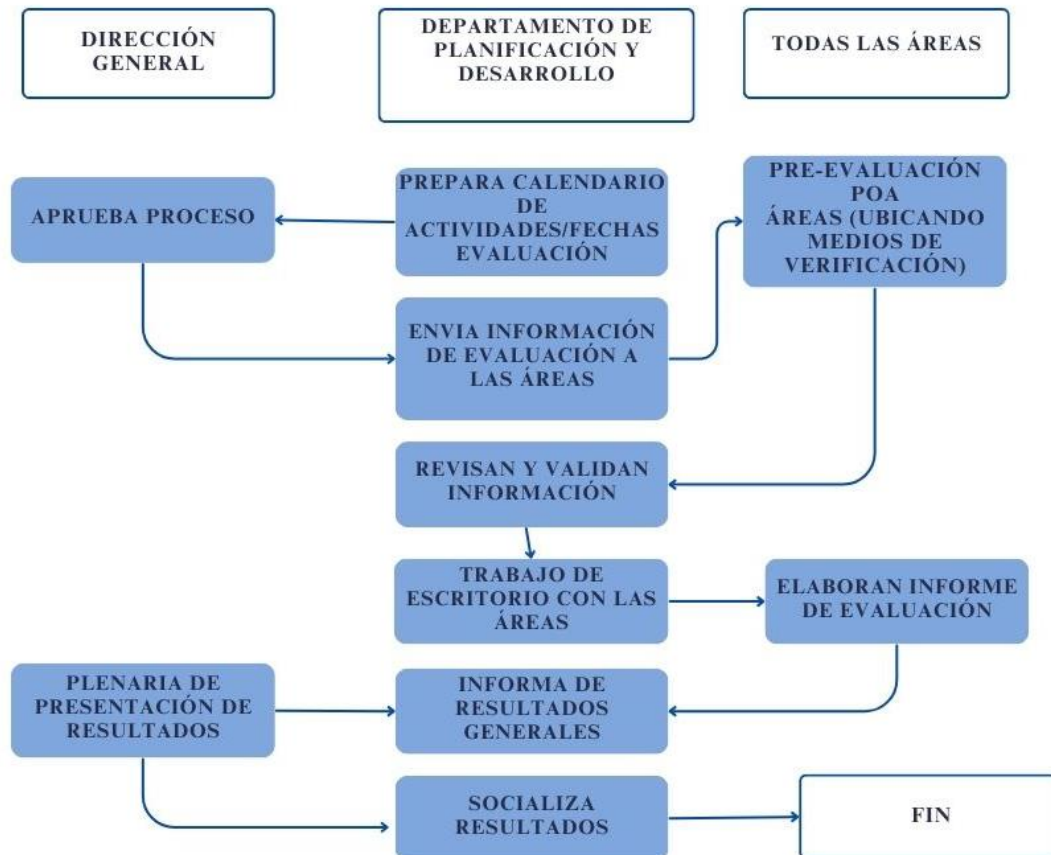 DIRECCIÓN
GENERAL
DEPARTAMENTO DE
PLANIFICACIÓN Y
DESARROLLO
TODAS LAS ÁREAS
APRUEBA PROCESO
PREPARA CALENDARIO
DE
ACTIVIDADES/FECHAS
EVALUACIÓN
PRE-EVALUACIÓN
POA
ÁREAS (UBICANDO
MEDIOS DE
VERIFICACIÓN)
ENVIA INFORMACIÓN
DE EVALUACIÓN A
LAS ÁREAS
REVISAN Y VALIDAN
INFORMACIÓN
TRABAJO DE
ESCRITORIO CON LAS
ÁREAS
ELABORAN INFORME
DE EVALUACIÓN
PLENARIA DE
PRESENTACIÓN DE
RESULTADOS
INFORMA DE
RESULTADOS
GENERALES
SOCIALIZA
RESULTADOS
FIN